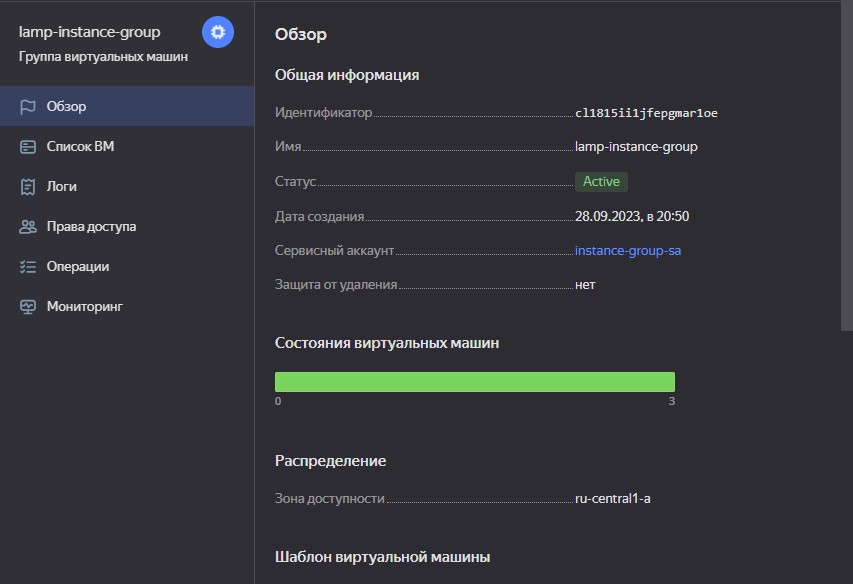 lamp-instance-group
Группа виртуальных машин
Обзор
Список ВМ
Логи
Права доступа
Операции
Мониторинг
Обзор
Общая информация
Идентификатор cl1815ii1jfepgmar1oe
Имя lamp-instance-group
Статус Active
Дата создания 28.09.2023, в 20:50
Сервисный аккаунт instance-group-sa
Защита от удаления нет
Состояния виртуальных машин
0 3
Распределение
Зона доступности ru-central1-a
Шаблон виртуальной машины